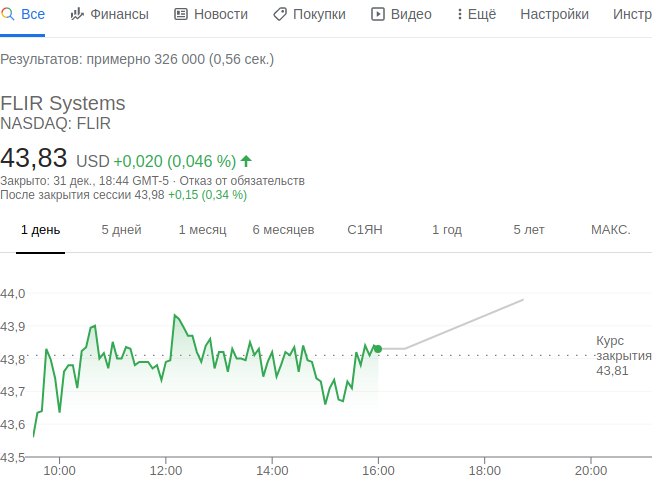 Все Финансы Новости Покупки Видео Ещё Настройки Инстр
Результатов: примерно 326 000 (0,56 сек.)
FLIR Systems
NASDAQ: FLIR
43,83 USD +0,020 (0,046 %)
Закрыто: 31 дек., 18:44 GMT-5 · Отказ от обязательств
После закрытия сессии 43,98 +0,15 (0,34 %)
1 день 5 дней 1 месяц 6 месяцев С1ЯН 1 год 5 лет МАКС.
44,0
43,9
43,8
43,7
43,6
43,5
Курс
закрытия
43,81
10:00 12:00 14:00 16:00 18:00 20:00